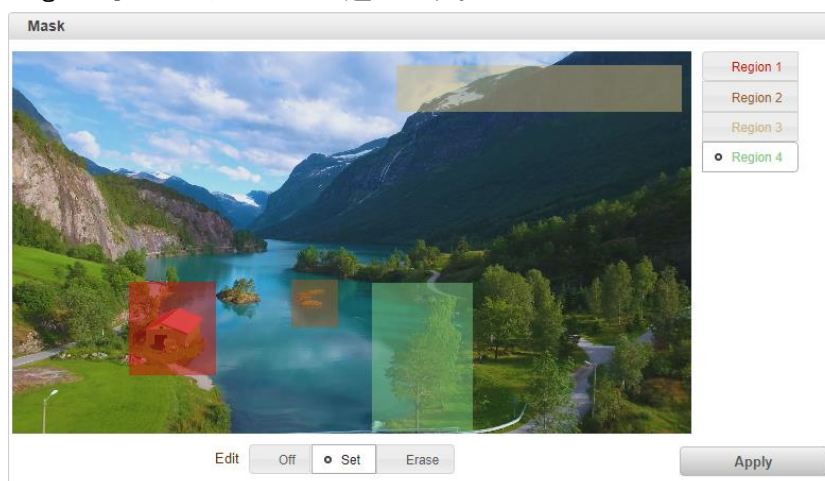 Mask
Region 1
Region 2
Region 3
Region 4
Edit Off Set Erase Apply